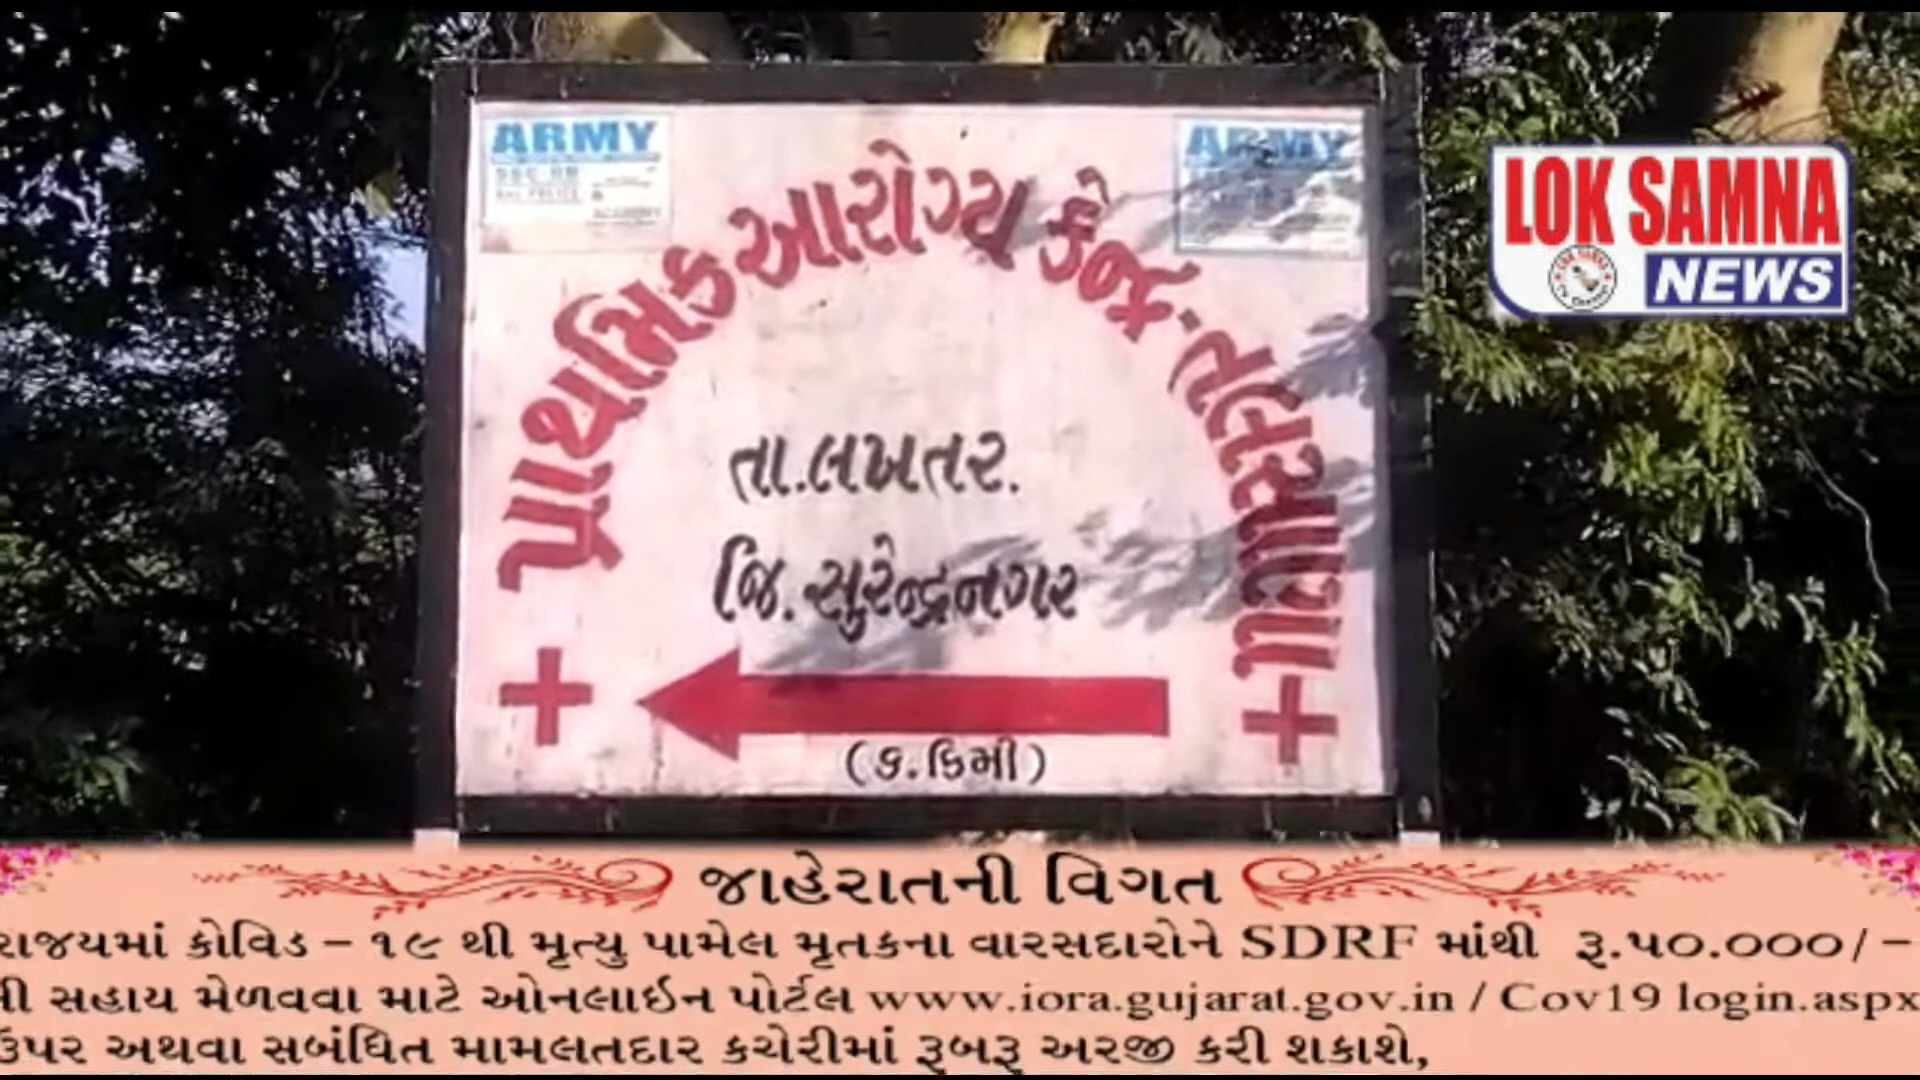 ARMY
ARMY
ACADEMY
પ્રાથમિક આરોગ્ય કેન્દ્ર.તલસાણા
તા.લખતર.
જિ.સુરેન્દ્રનગર
(ક.કિમી)
LOK SAMNA
NEWS
જાહેરાતની વિગત
રાજયમાં કોવિડ – ૧૯ થી મૃત્યુ પામેલ મૃતકના વારસદારોને SDRF માંથી રૂ.૫૦.૦૦૦/–
ની સહાય મેળવવા માટે ઓનલાઇન પોર્ટલ www.iora.gujarat.gov.in / Cov19 login.aspx
ઉપર અથવા સબંધિત મામલતદાર કચેરીમાં રૂબરૂ અરજી કરી શકાશે,